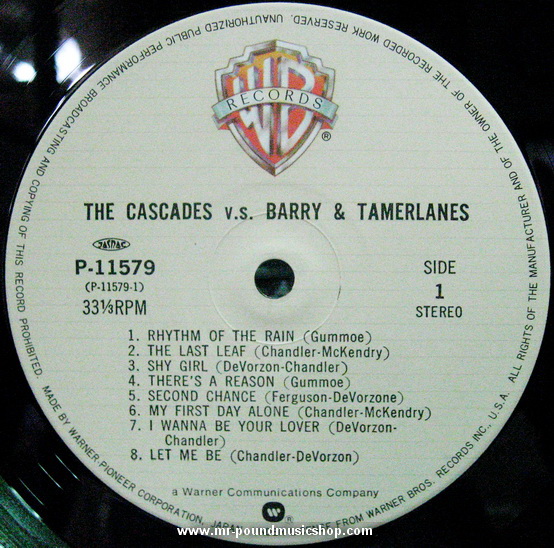 WB
RECORDS
®
THE CASCADES v.s. BARRY & TAMERLANES
JASRAC
P-11579
(P-11579-1)
33⅓RPM
SIDE
1
STEREO
1. RHYTHM OF THE RAIN (Gummoe)
2. THE LAST LEAF (Chandler-McKendry)
3. SHY GIRL (DeVorzon-Chandler)
4. THERE'S A REASON (Gummoe)
5. SECOND CHANCE (Ferguson-DeVorzone)
6. MY FIRST DAY ALONE (Chandler-McKendry)
7. I WANNA BE YOUR LOVER (DeVorzon-
Chandler)
8. LET ME BE (Chandler-DeVorzon)
a Warner Communications Company
®
ALL RIGHTS OF THE MANUFACTURER AND OF THE OWNER OF THE RECORDED WORK RESERVED. UNAUTHORIZED PUBLIC PERFORMANCE BROADCASTING AND COPYING OF THIS RECORD PROHIBITED. MADE BY WARNER-PIONEER CORPORATION, FROM WARNER BROS. RECORDS INC., U.S.A.
www.mr-poundmusicshop.com